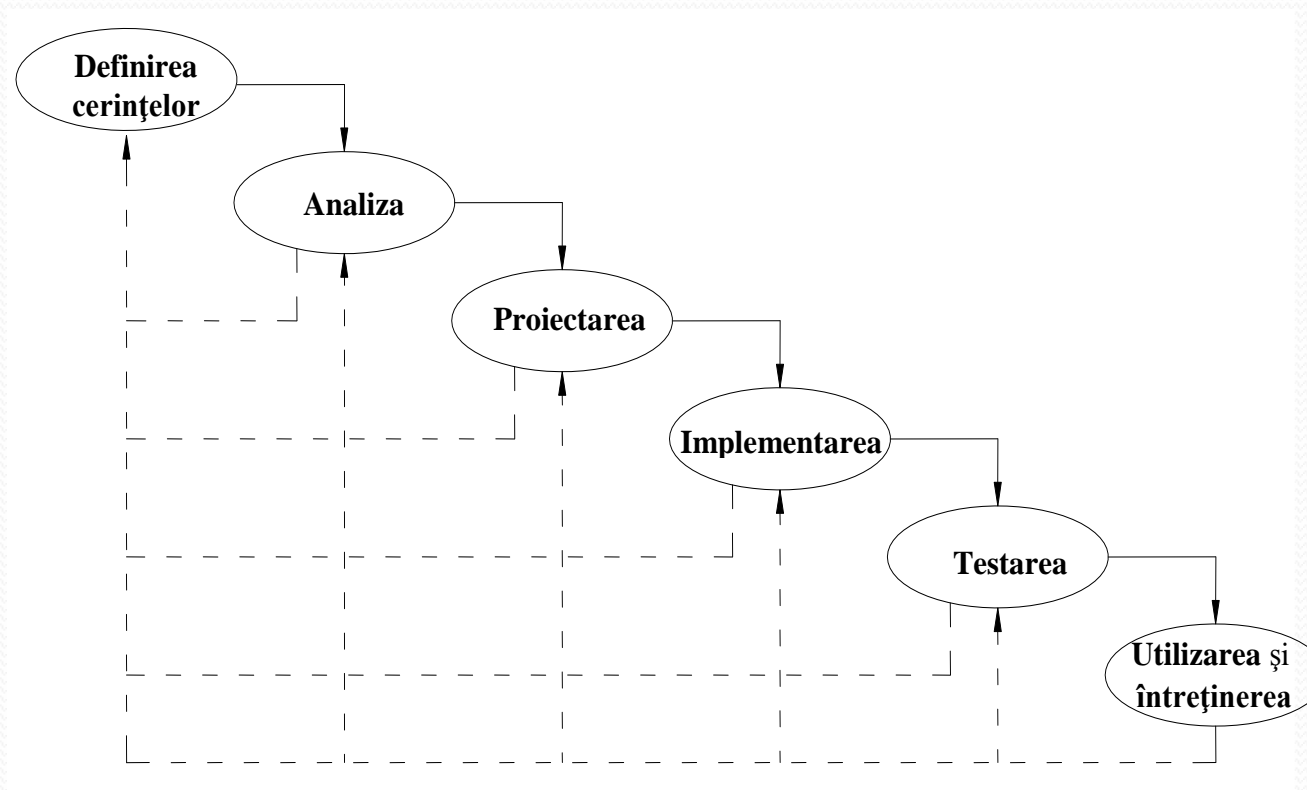 Definirea
cerinţelor
Analiza
Proiectarea
Implementarea
Testarea
Utilizarea şi
întreţinerea